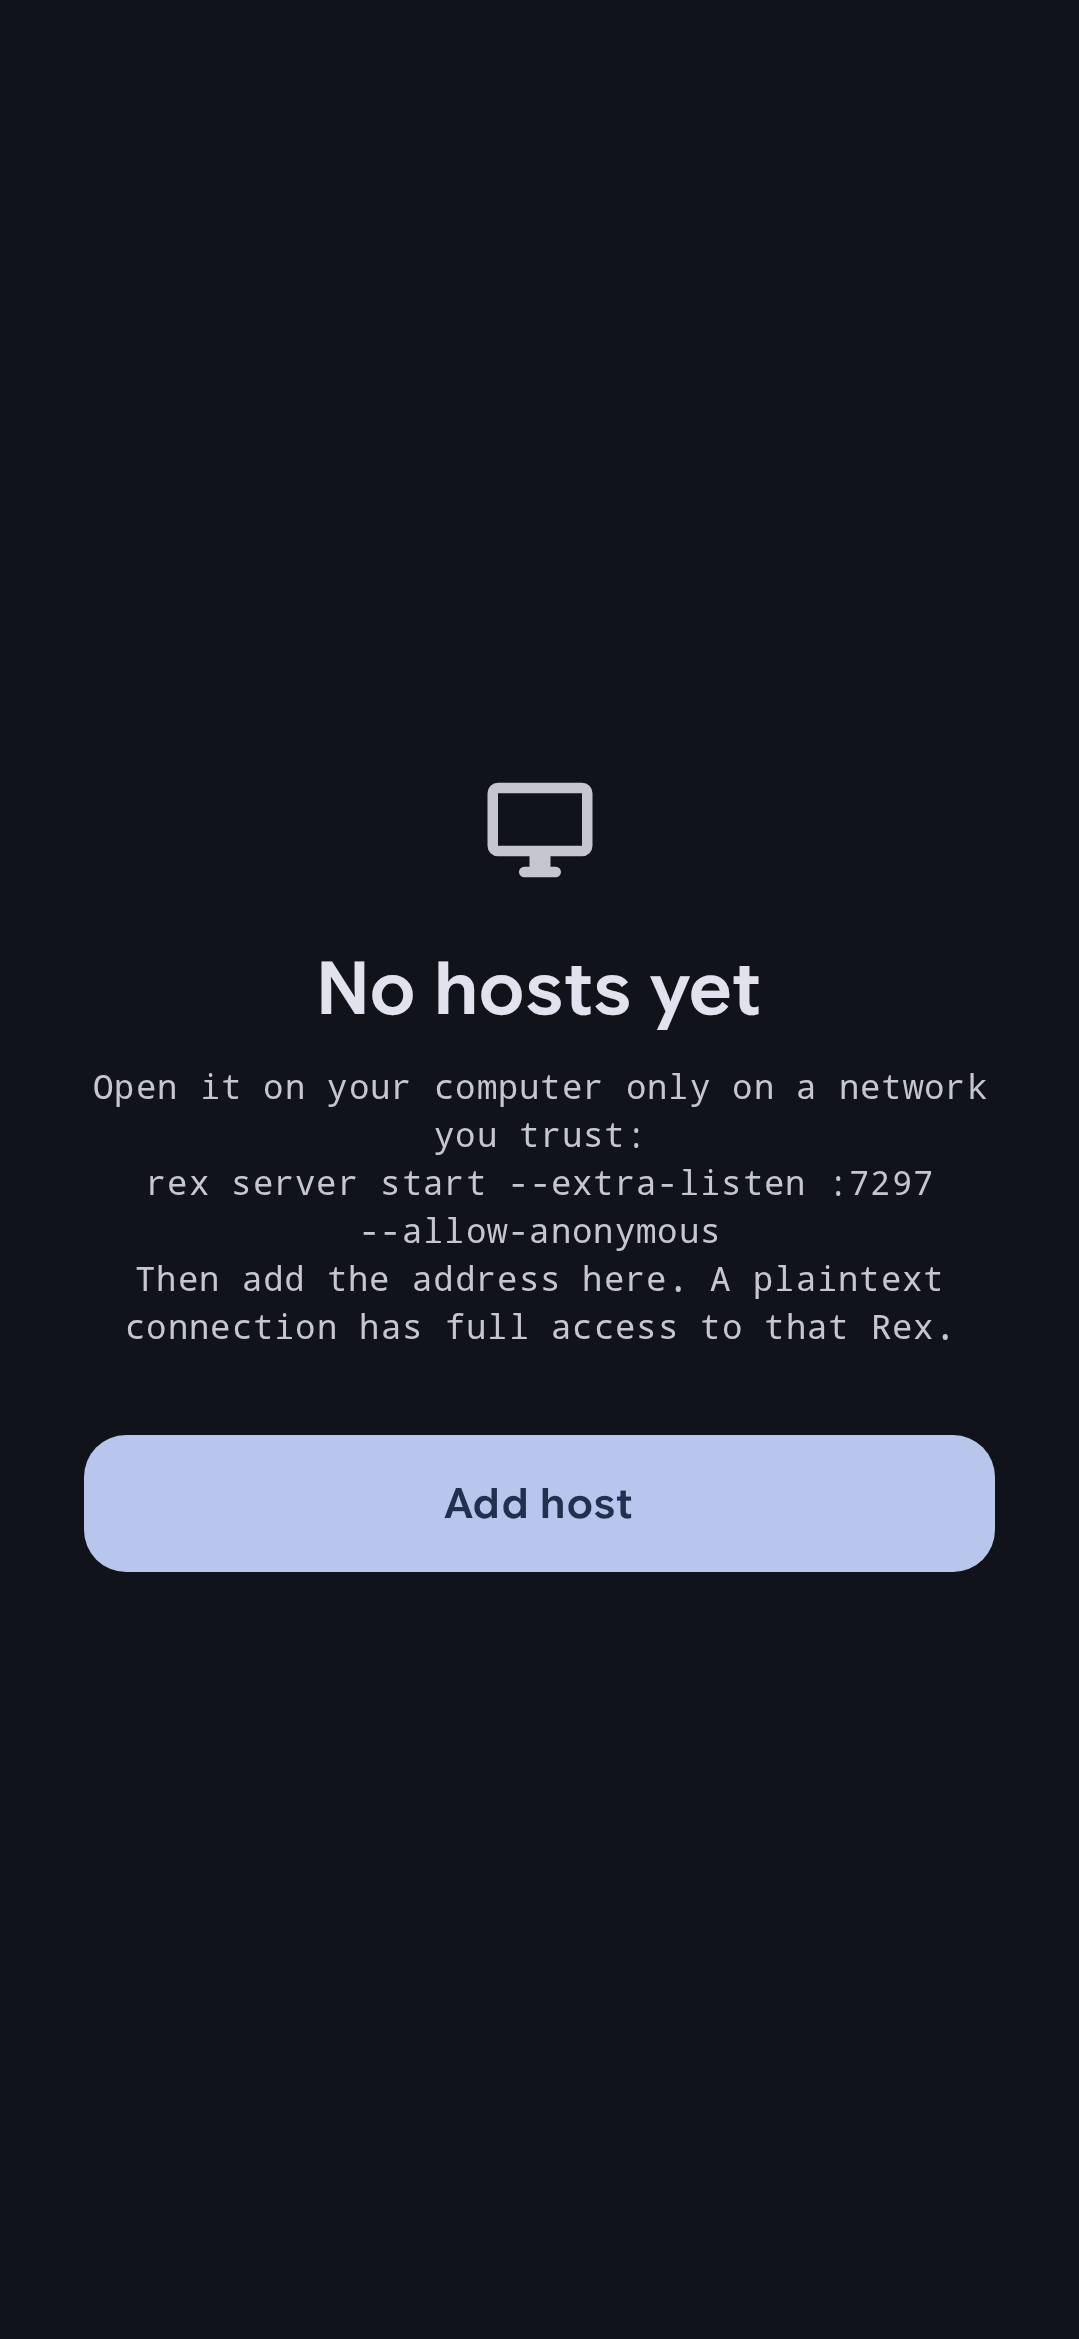 No hosts yet
Open it on your computer only on a network
you trust:
rex server start --extra-listen :7297
--allow-anonymous
Then add the address here. A plaintext
connection has full access to that Rex.
Add host